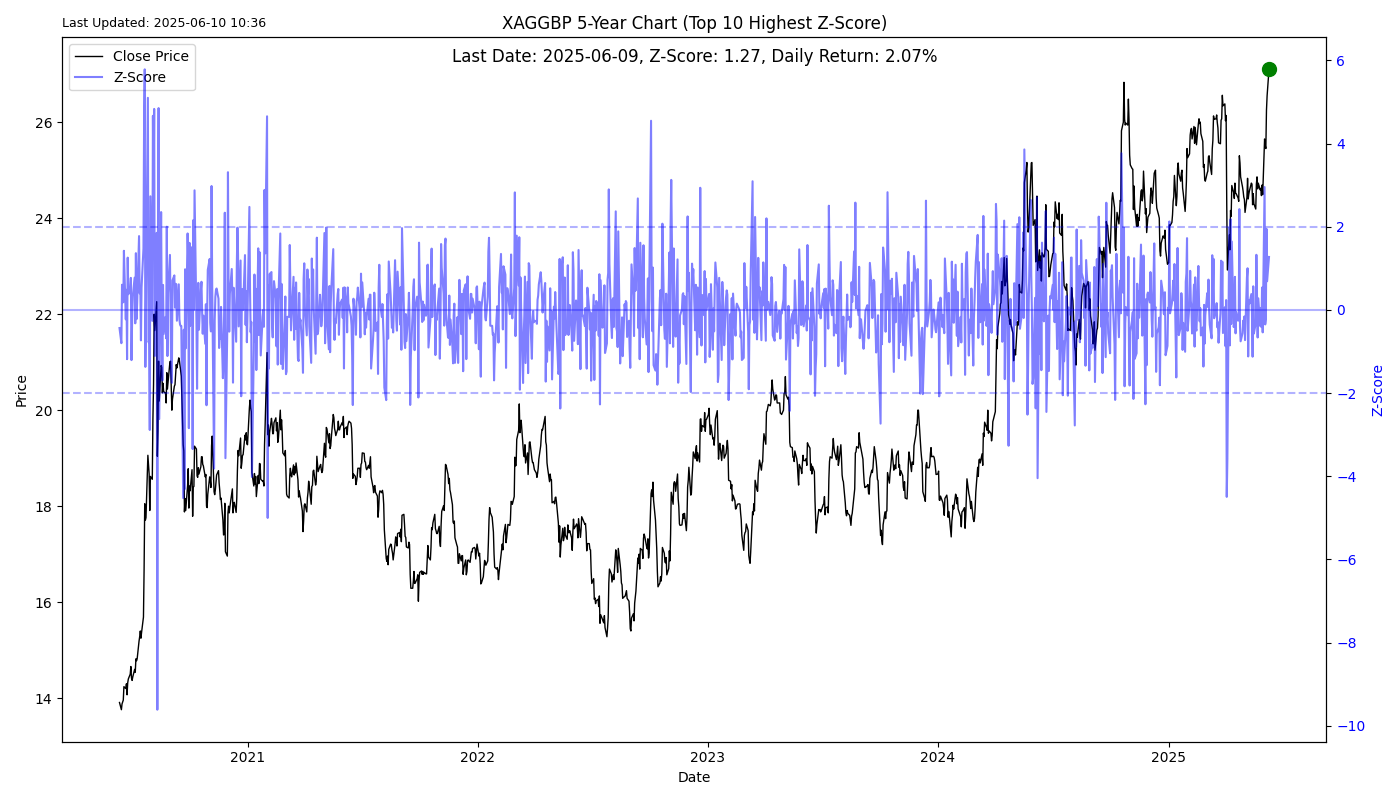 Last Updated: 2025-06-10 10:36
XAGGBP 5-Year Chart (Top 10 Highest Z-Score)
Last Date: 2025-06-09, Z-Score: 1.27, Daily Return: 2.07%
Close Price
Z-Score
Price
26
24
22
20
18
16
14
6
4
2
0
−2
−4
−6
−8
−10
Z-Score
2021
2022
2023
2024
2025
Date